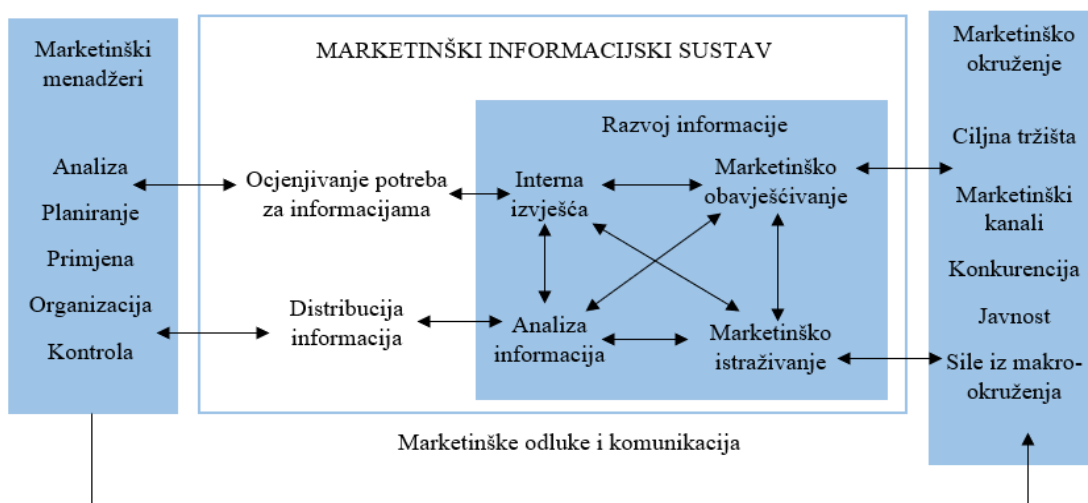 Marketinški
menadžeri
Analiza
Planiranje
Primjena
Organizacija
Kontrola
MARKETINŠKI INFORMACIJSKI SUSTAV
Ocjenjivanje potreba
za informacijama
Distribucija
informacija
Razvoj informacije
Interna
izvješća
Marketinško
obavješćivanje
Analiza
informacija
Marketinško
istraživanje
Marketinško
okruženje
Ciljna tržišta
Marketinški
kanali
Konkurencija
Javnost
Sile iz makro-
okruženja
Marketinške odluke i komunikacija